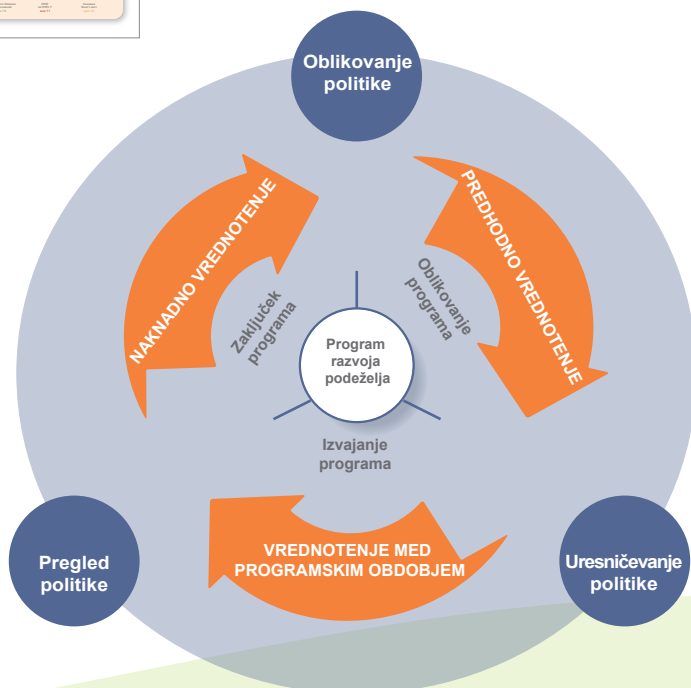 Oblikovanje
politike
NAKNADNO VREDNOTENJE
PREDHODNO VREDNOTENJE
Zaključek
programa
Oblikovanje
programa
Program
razvoja
podeželja
Izvajanje
programa
VREDNOTENJE MED
PROGRAMSKIM OBDOBJEM
Pregled
politike
Uresničevanje
politike